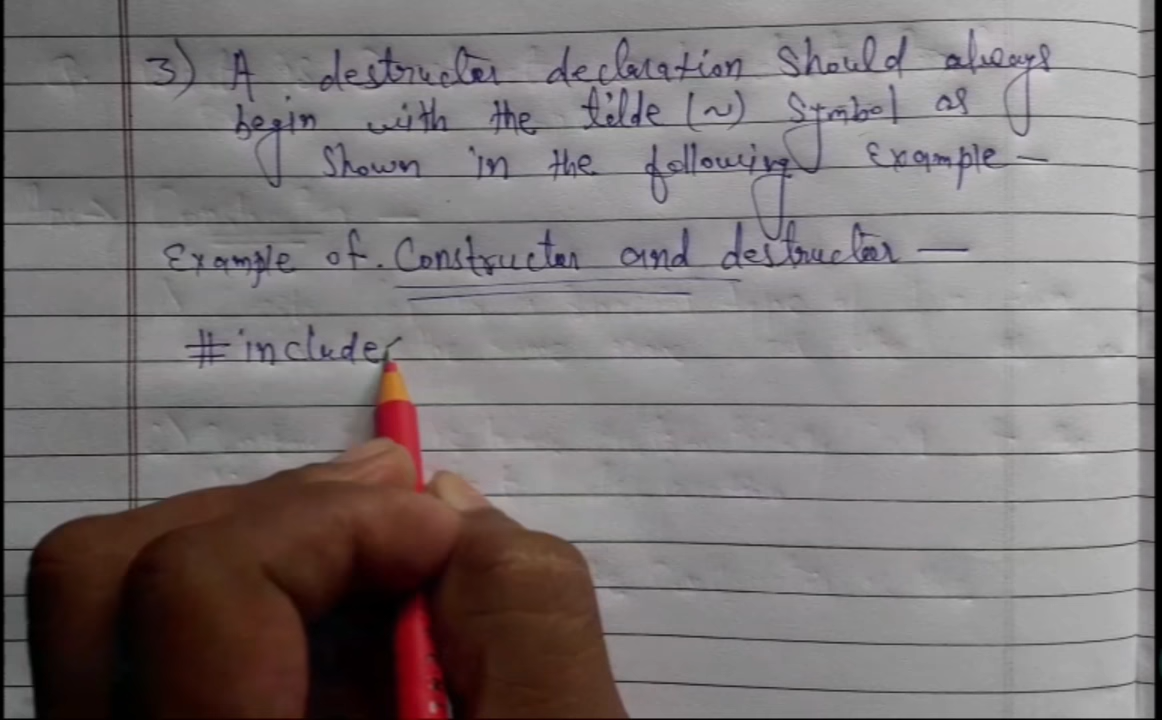 3) A destructor declaration should always
begin with the tilde (~) symbol as
shown in the following Example —
Example of. Constructor and destructor —
#include<